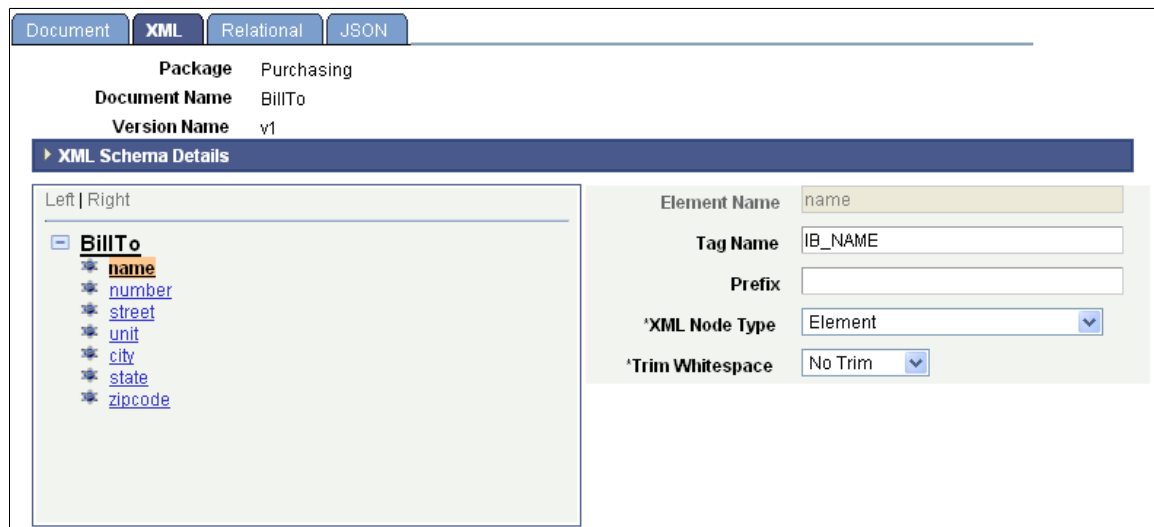 Document XML Relational JSON
Package Purchasing
Document Name BillTo
Version Name v1
XML Schema Details
Left | Right
BillTo
name
number
street
unit
city
state
zipcode
Element Name name
Tag Name IB_NAME
Prefix
*XML Node Type Element
*Trim Whitespace No Trim